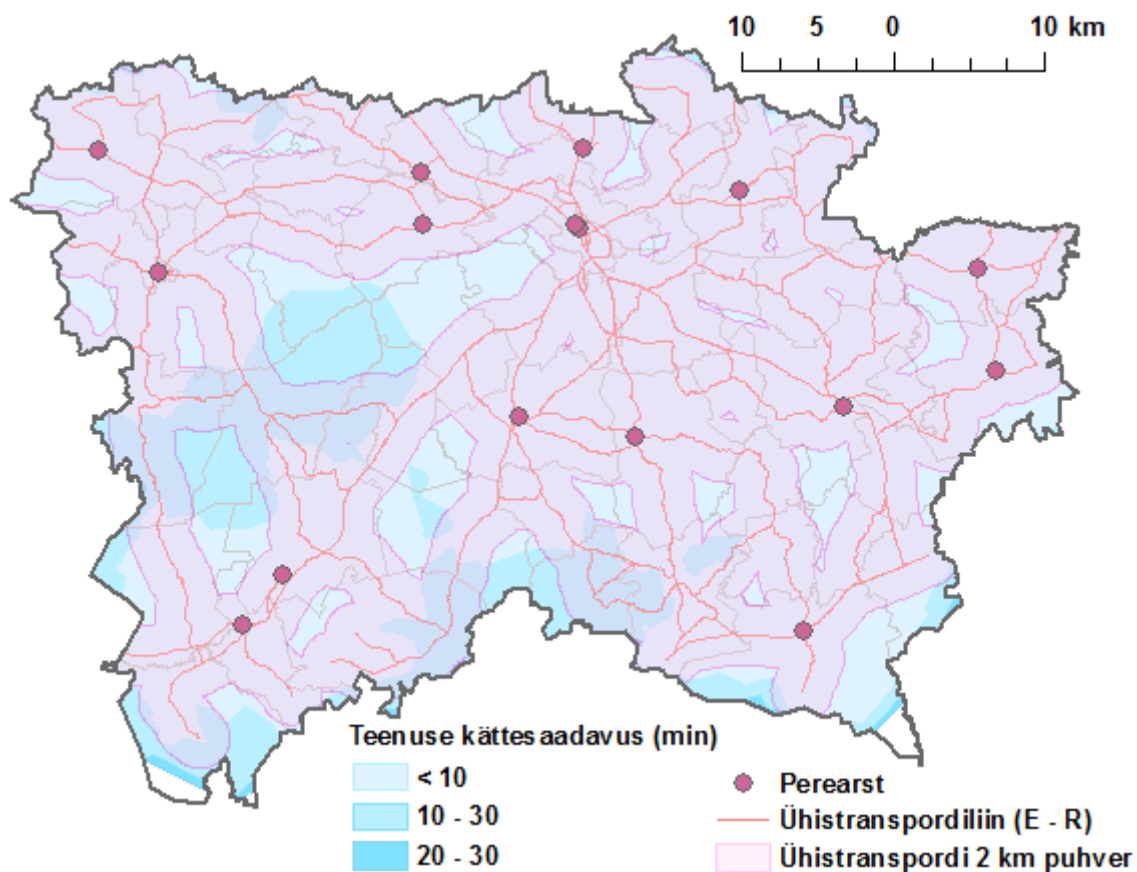 10 5 0 10 km
Teenuse kättesaadavus (min)
< 10
10 - 30
20 - 30
Perearst
Ühistranspordiliin (E - R)
Ühistranspordi 2 km puhver